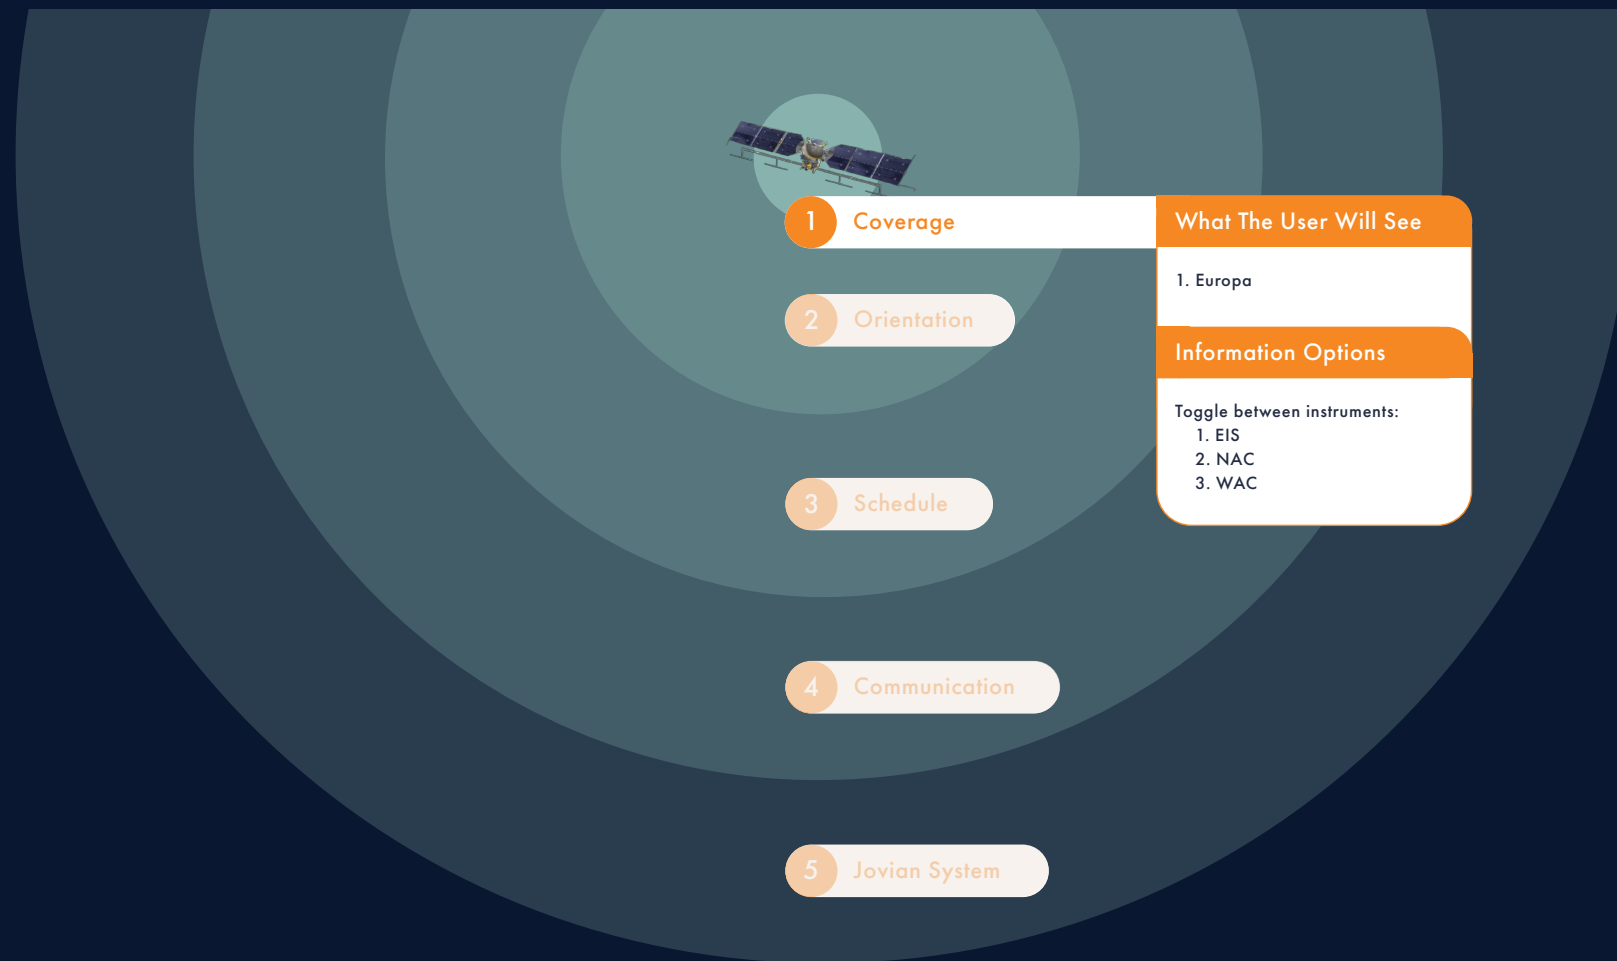 1 Coverage
What The User Will See
1. Europa
Information Options
Toggle between instruments:
1. EIS
2. NAC
3. WAC
2 Orientation
3 Schedule
4 Communication
5 Jovian System